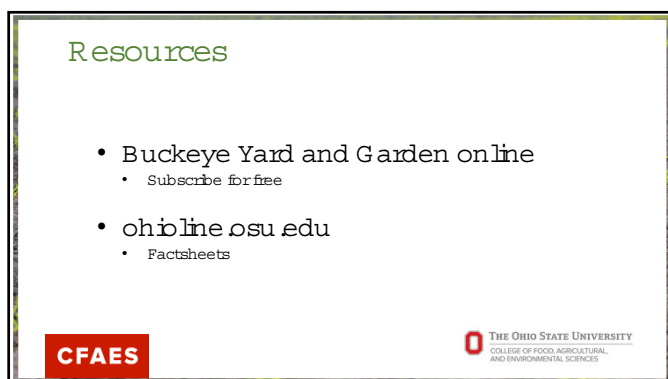 Resources
• Buckeye Yard and Garden online
• Subscribe for free
• ohioline.osu.edu
• Factsheets
CFAES
THE OHIO STATE UNIVERSITY
COLLEGE OF FOOD, AGRICULTURAL,
AND ENVIRONMENTAL SCIENCES